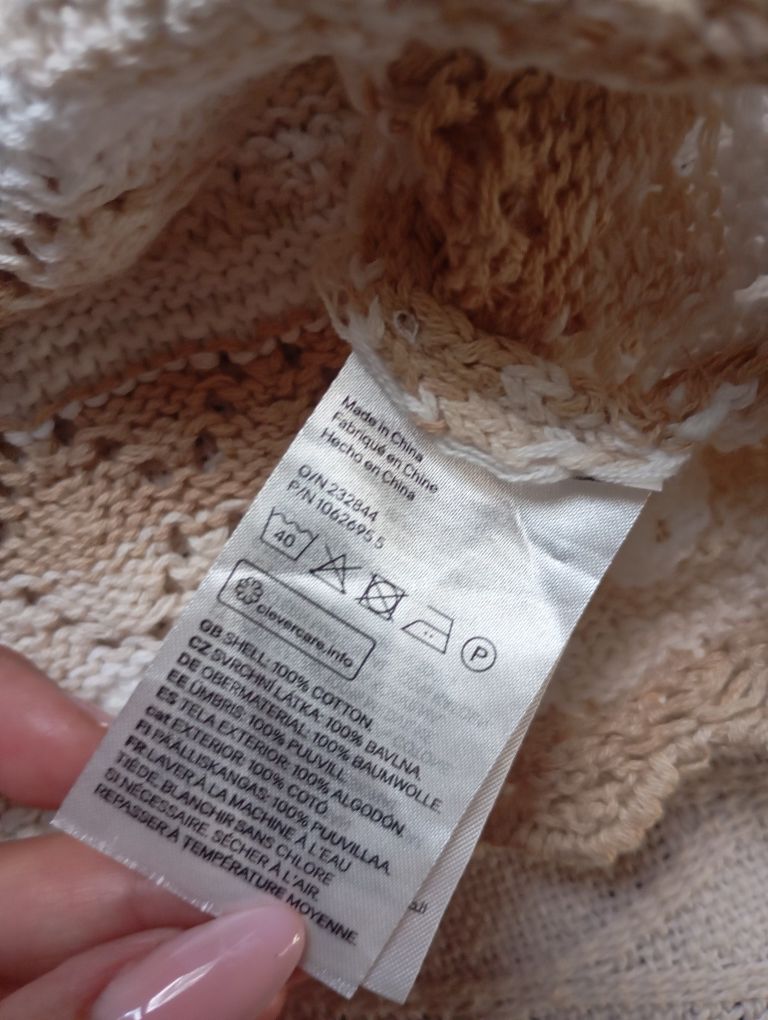 Made in China
Fabriqué en Chine
Hecho en China
O/N 232844
P/N 1062695 5
40
P
clevercare.info
GB SHELL: 100% COTTON.
CZ SVRCHNÍ LÁTKA: 100% BAVLNA.
DE OBERMATERIAL: 100% BAUMWOLLE.
EE ÜMBRIS: 100% PUUVILL.
ES TELA EXTERIOR: 100% ALGODÓN.
cat EXTERIOR: 100% COTÓ
FI PÄÄLLISKANGAS: 100% PUUVILLAA.
FR LAVER À LA MACHINE À L'EAU
TIÈDE. BLANCHIR SANS CHLORE
SI NÉCESSAIRE. SÉCHER À L'AIR.
REPASSER À TEMPÉRATURE MOYENNE.